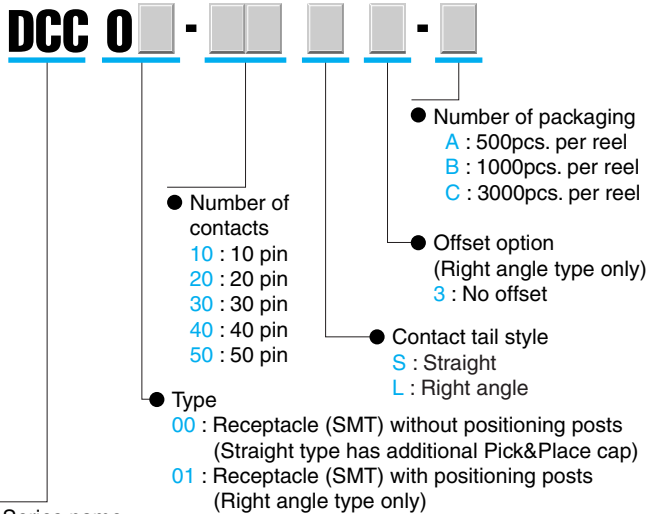 DCC 0 - -
● Number of packaging
A : 500pcs. per reel
B : 1000pcs. per reel
C : 3000pcs. per reel
● Number of
contacts
10 : 10 pin
20 : 20 pin
30 : 30 pin
40 : 40 pin
50 : 50 pin
● Offset option
(Right angle type only)
3 : No offset
● Contact tail style
S : Straight
L : Right angle
● Type
00 : Receptacle (SMT) without positioning posts
(Straight type has additional Pick&Place cap)
01 : Receptacle (SMT) with positioning posts
(Right angle type only)